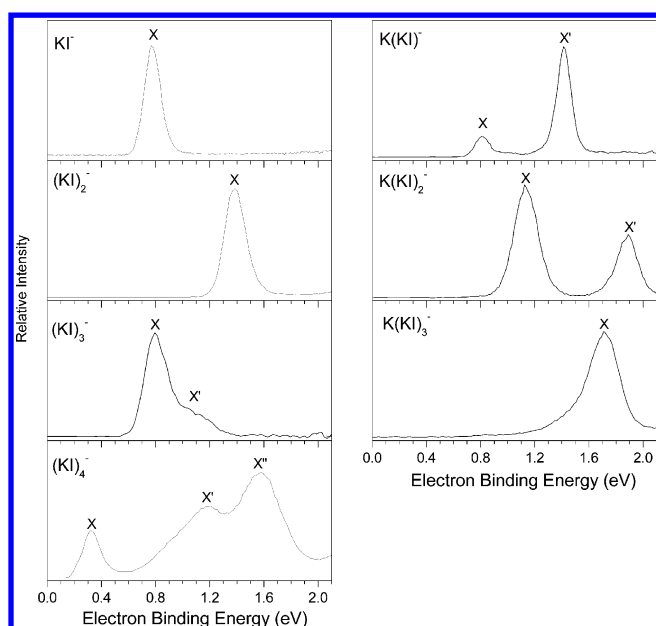 KI⁻
X
(KI)₂⁻
X
(KI)₃⁻
X
X'
(KI)₄⁻
X
X'
X"
0.0 0.4 0.8 1.2 1.6 2.0
Electron Binding Energy (eV)
Relative Intensity
K(KI)⁻
X
X'
K(KI)₂⁻
X
X'
K(KI)₃⁻
X
0.0 0.4 0.8 1.2 1.6 2.0
Electron Binding Energy (eV)